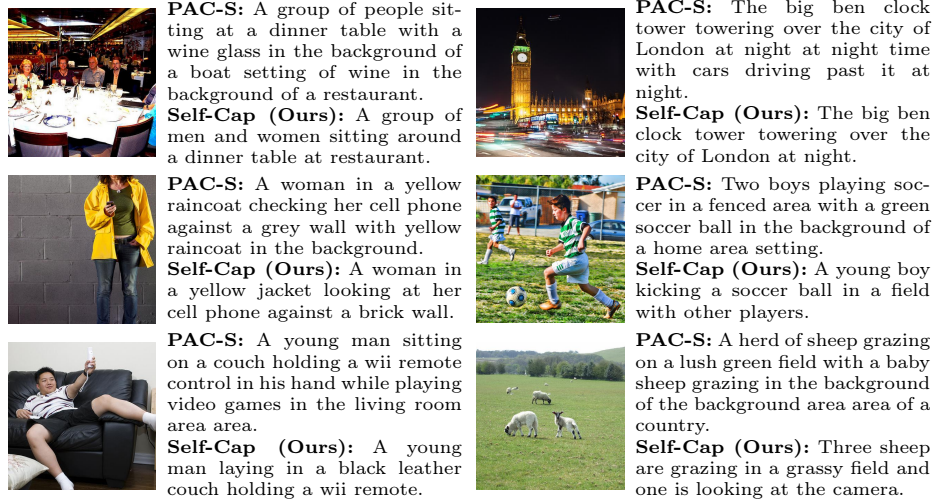 PAC-S: A group of people sit-
ting at a dinner table with a
wine glass in the background of
a boat setting of wine in the
background of a restaurant.
Self-Cap (Ours): A group of
men and women sitting around
a dinner table at restaurant.
PAC-S: The big ben clock
tower towering over the city of
London at night at night time
with cars driving past it at
night.
Self-Cap (Ours): The big ben
clock tower towering over the
city of London at night.
PAC-S: A woman in a yellow
raincoat checking her cell phone
against a grey wall with yellow
raincoat in the background.
Self-Cap (Ours): A woman in
a yellow jacket looking at her
cell phone against a brick wall.
PAC-S: Two boys playing soc-
cer in a fenced area with a green
soccer ball in the background of
a home area setting.
Self-Cap (Ours): A young boy
kicking a soccer ball in a field
with other players.
PAC-S: A young man sitting
on a couch holding a wii remote
control in his hand while playing
video games in the living room
area area.
Self-Cap (Ours): A young
man laying in a black leather
couch holding a wii remote.
PAC-S: A herd of sheep grazing
on a lush green field with a baby
sheep grazing in the background
of the background area area of a
country.
Self-Cap (Ours): Three sheep
are grazing in a grassy field and
one is looking at the camera.